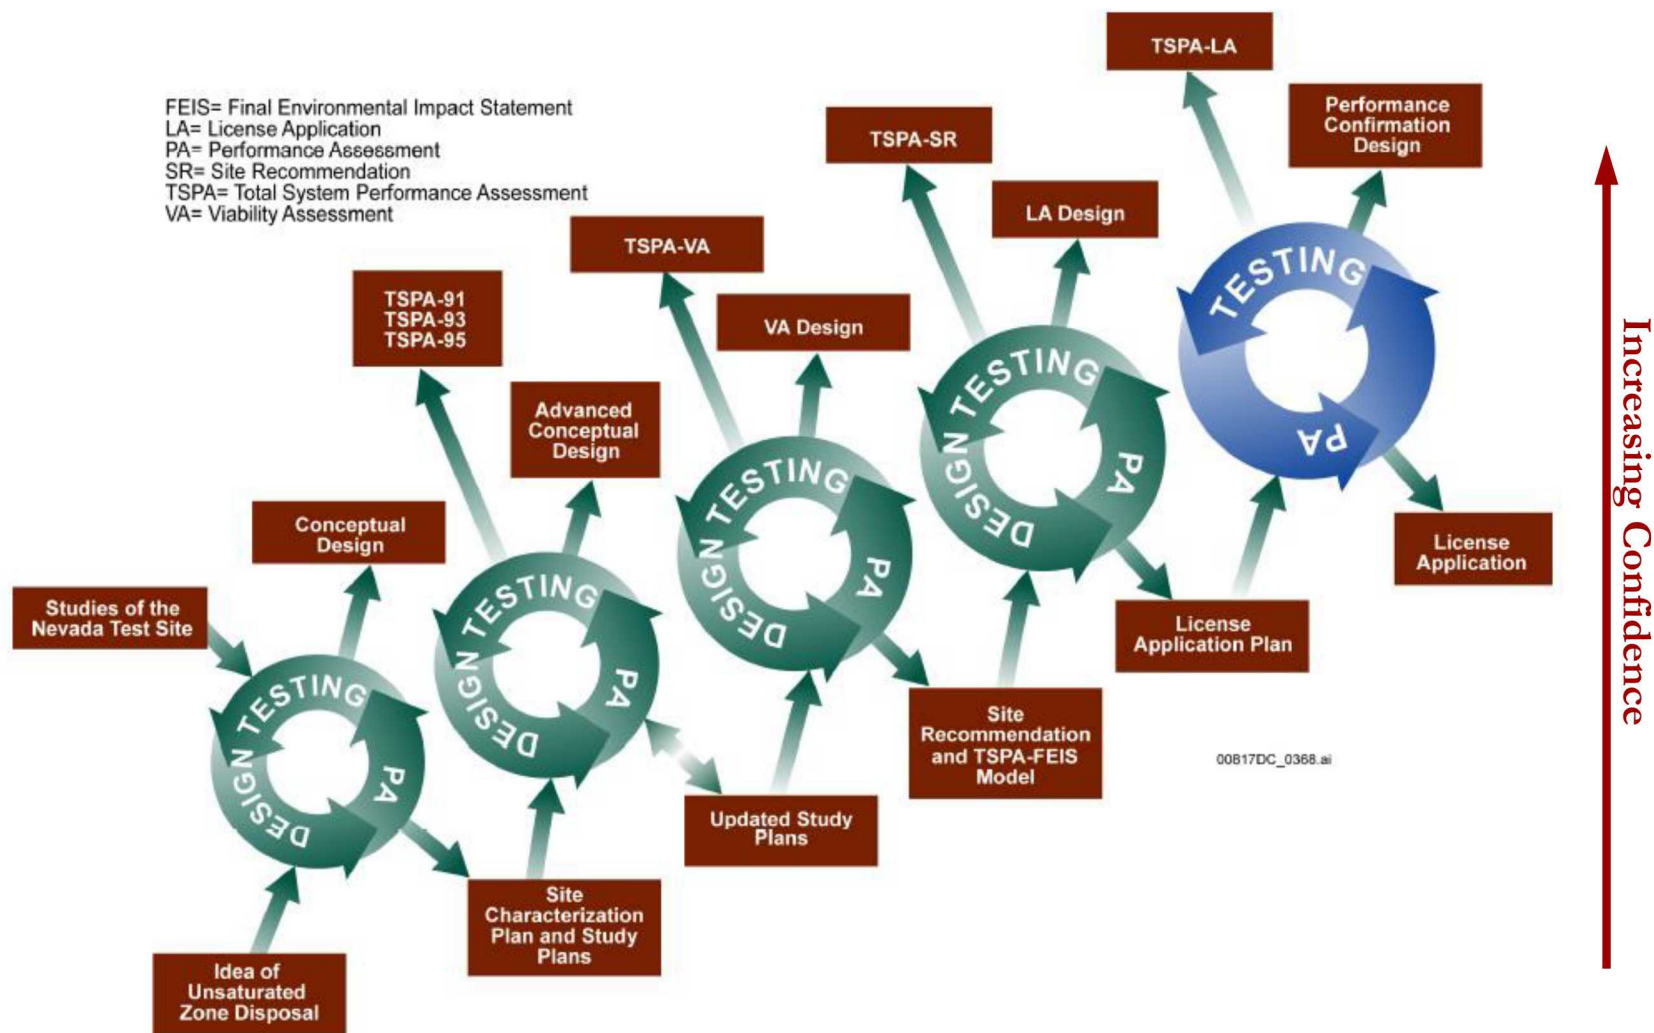 FEIS= Final Environmental Impact Statement
LA= License Application
PA= Performance Assessment
SR= Site Recommendation
TSPA= Total System Performance Assessment
VA= Viability Assessment
TSPA-LA
Performance
Confirmation
Design
TSPA-SR
LA Design
TSPA-VA
VA Design
TSPA-91
TSPA-93
TSPA-95
Advanced
Conceptual
Design
Conceptual
Design
Studies of the
Nevada Test Site
TESTING
PA
DESIGN
TESTING
PA
DESIGN
TESTING
PA
DESIGN
TESTING
PA
DESIGN
TESTING
PA
Idea of
Unsaturated
Zone Disposal
Site
Characterization
Plan and Study
Plans
Updated Study
Plans
Site
Recommendation
and TSPA-FEIS
Model
License
Application Plan
License
Application
00817DC_0368.ai
Increasing Confidence